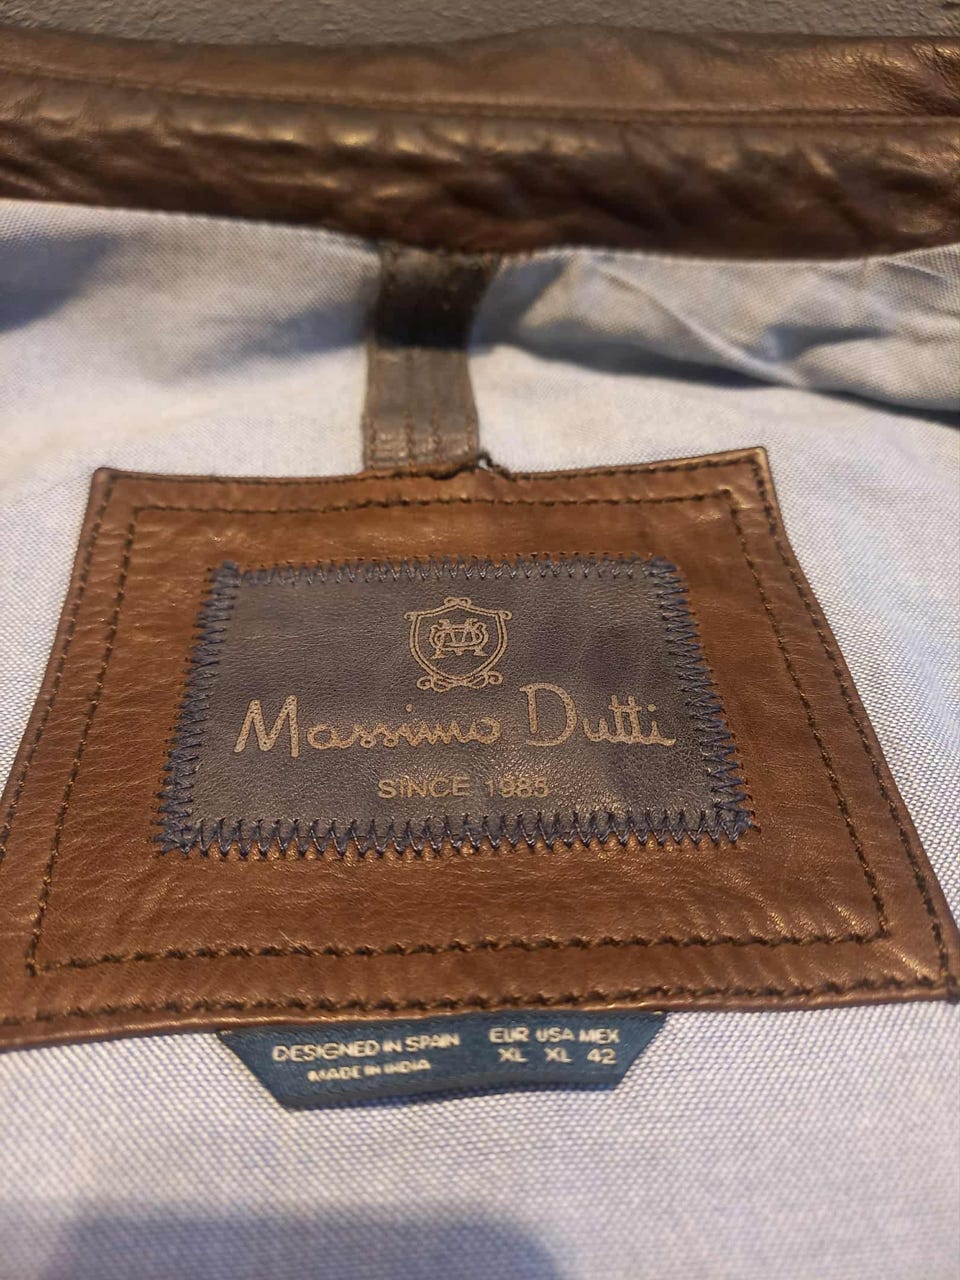 Massimo Dutti
SINCE 1985
DESIGNED IN SPAIN
MADE IN INDIA
EUR USA MEX
XL XL 42